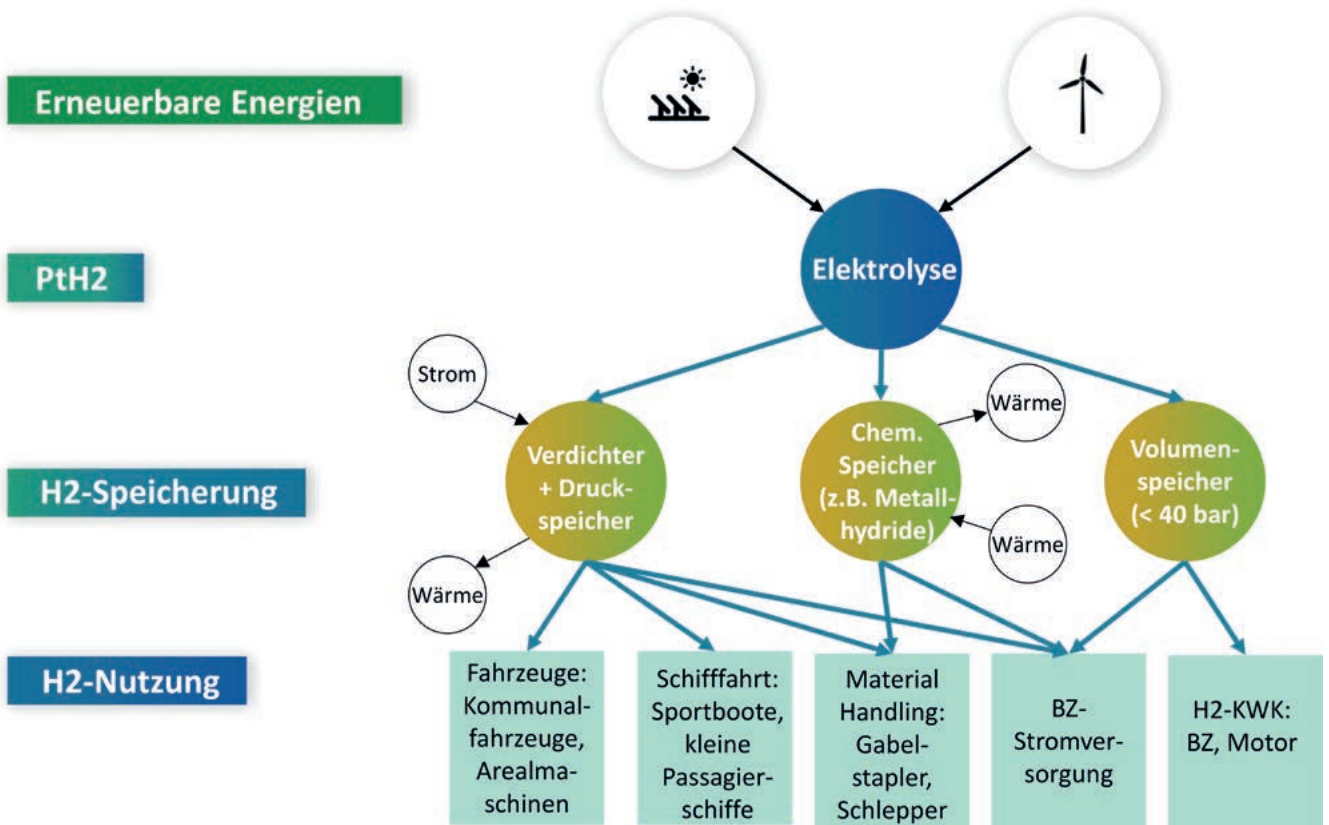 Erneuerbare Energien
PtH2
Elektrolyse
Strom
Wärme
Verdichter
+ Druck-
speicher
Chem.
Speicher
(z.B. Metall-
hydride)
Volumen-
speicher
(< 40 bar)
H2-Speicherung
Wärme
Wärme
H2-Nutzung
Fahrzeuge:
Kommunal-
fahrzeuge,
Arealma-
schinen
Schifffahrt:
Sportboote,
kleine
Passagier-
schiffe
Material
Handling:
Gabel-
stapler,
Schlepper
BZ-
Stromver-
sorgung
H2-KWK:
BZ, Motor